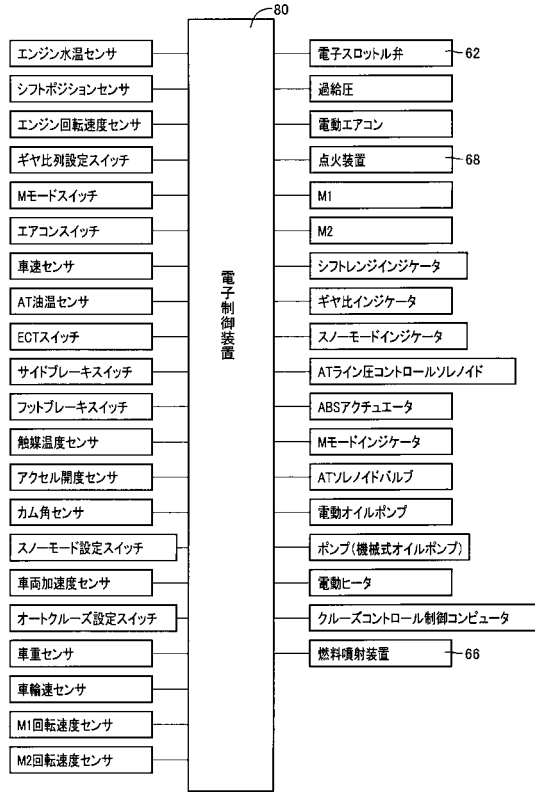 80
エンジン水温センサ
シフトポジションセンサ
エンジン回転速度センサ
ギヤ比列設定スイッチ
Mモードスイッチ
エアコンスイッチ
車速センサ
AT油温センサ
ECTスイッチ
サイドブレーキスイッチ
フットブレーキスイッチ
触媒温度センサ
アクセル開度センサ
カム角センサ
スノーモード設定スイッチ
車両加速度センサ
オートクルーズ設定スイッチ
車重センサ
車輪速センサ
M1回転速度センサ
M2回転速度センサ
電子制御装置
電子スロットル弁 62
過給圧
電動エアコン
点火装置 68
M1
M2
シフトレンジインジケータ
ギヤ比インジケータ
スノーモードインジケータ
ATライン圧コントロールソレノイド
ABSアクチュエータ
Mモードインジケータ
ATソレノイドバルブ
電動オイルポンプ
ポンプ(機械式オイルポンプ)
電動ヒータ
クルーズコントロール制御コンピュータ
燃料噴射装置 66